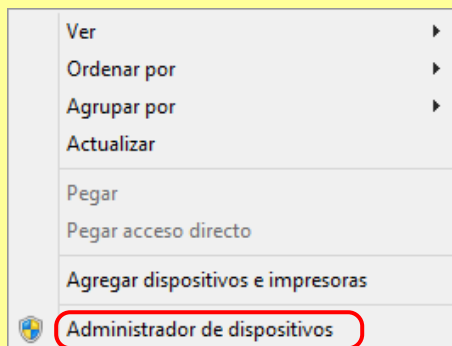 Ver
Ordenar por
Agrupar por
Actualizar
Pegar
Pegar acceso directo
Agregar dispositivos e impresoras
Administrador de dispositivos